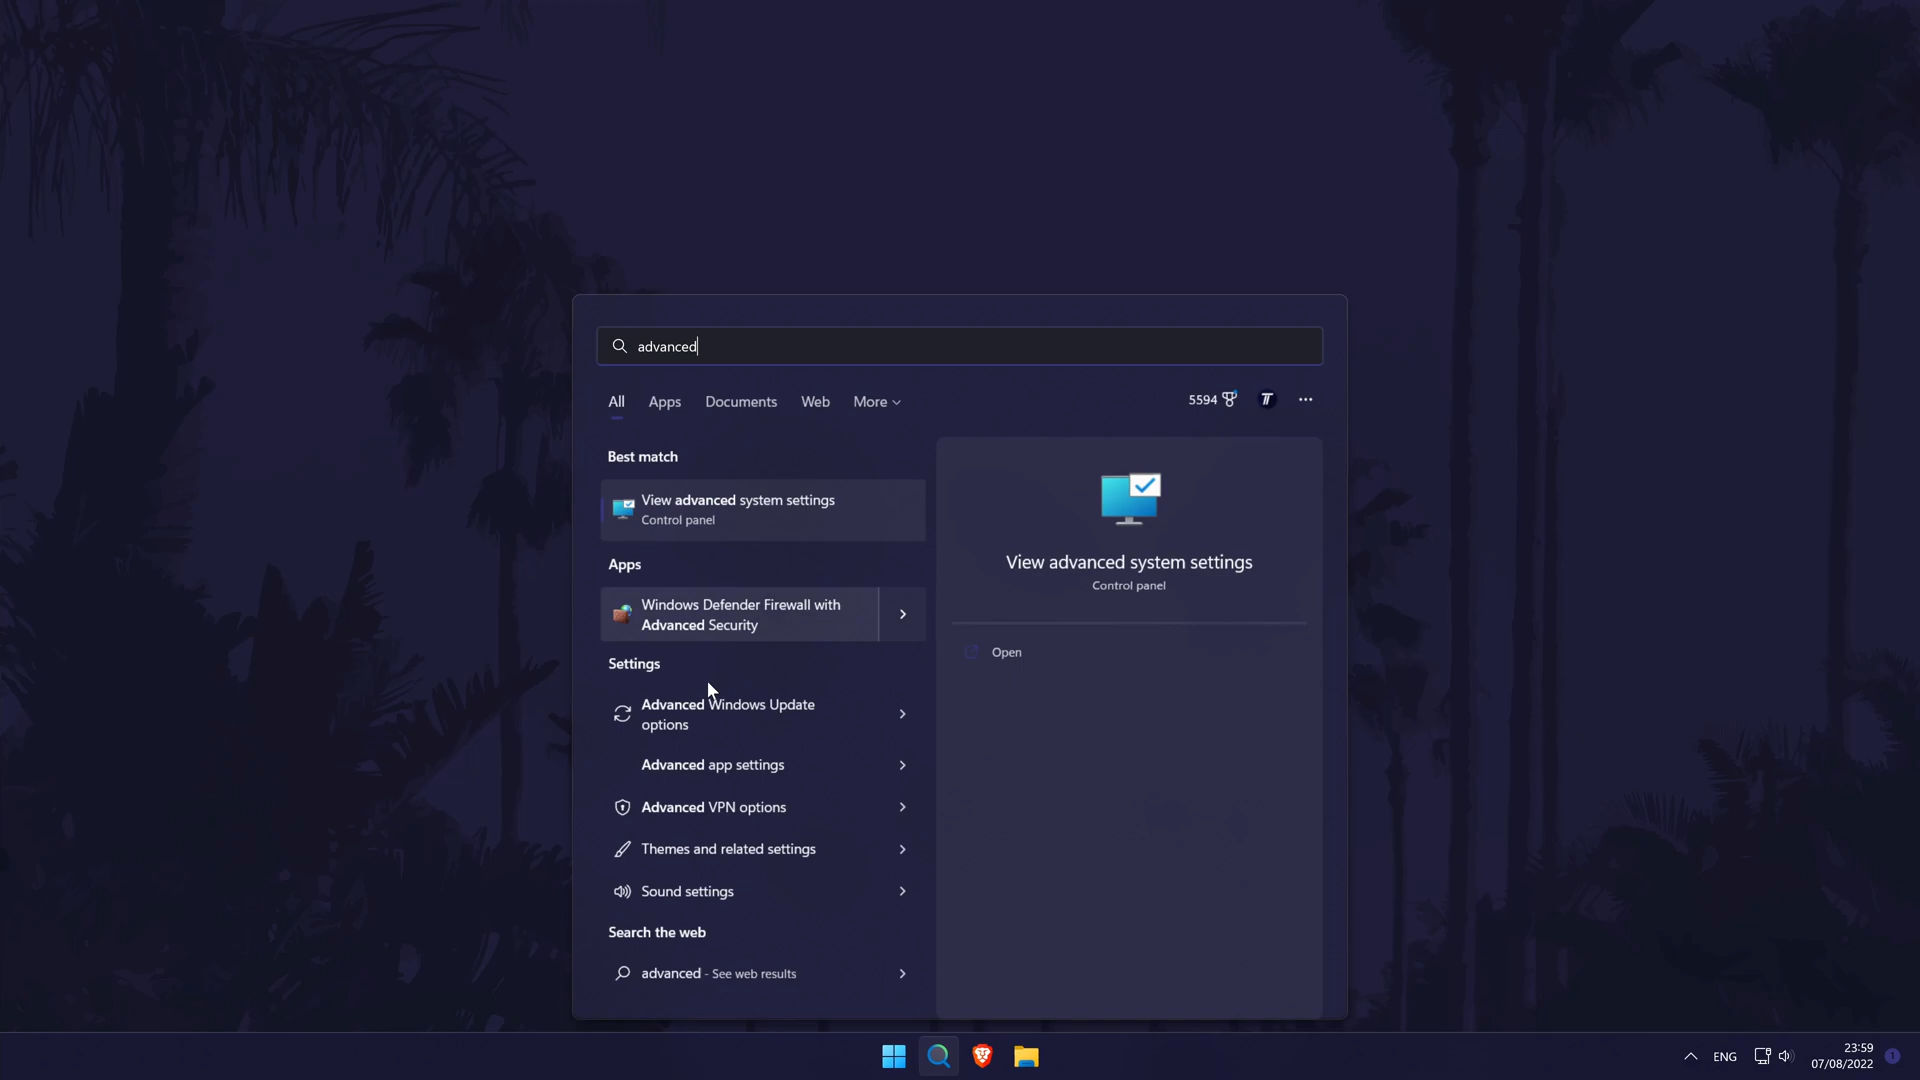 advanced
All
Apps
Documents
Web
More
5594
Best match
View advanced system settings
Control panel
Apps
Windows Defender Firewall with
Advanced Security
Settings
Advanced Windows Update
options
Advanced app settings
Advanced VPN options
Themes and related settings
Sound settings
Search the web
advanced - See web results
View advanced system settings
Control panel
Open
ENG
23:59
07/08/2022
1